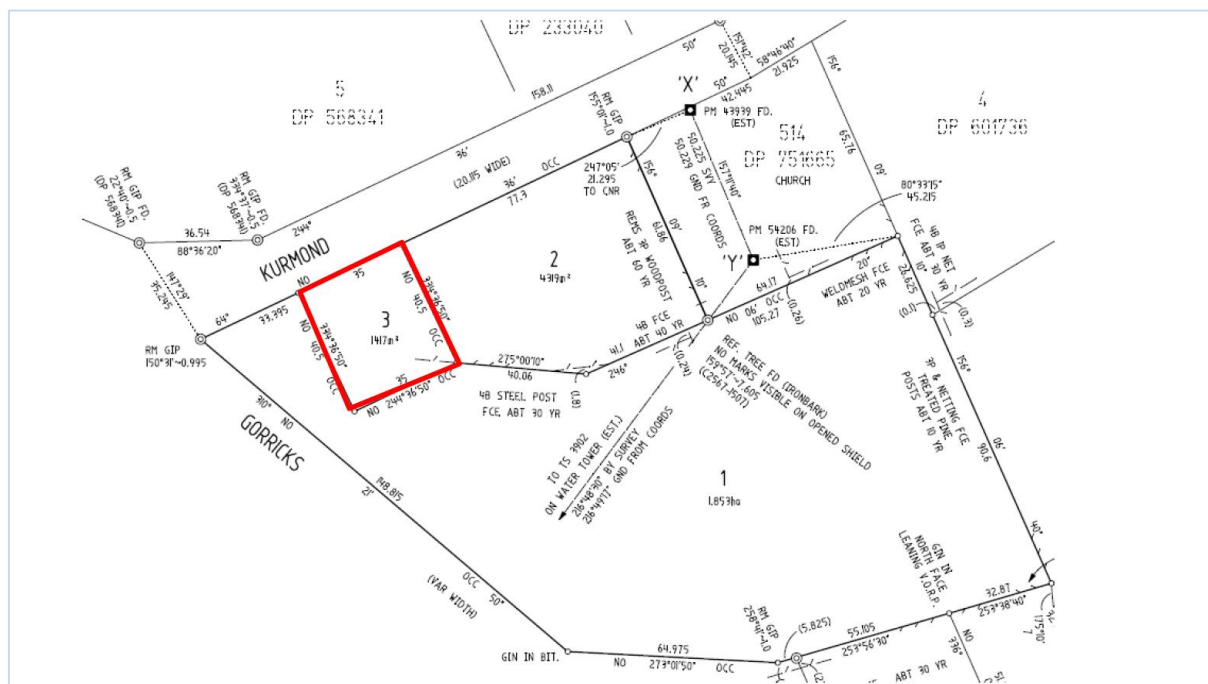 DP 233040
5
DP 568341
158.11
50"
36'
244°
(20.115 WIDE)
RM GIP FD.
22°40'~0.5
(DP 568341)
RM GIP FD.
334°37'~0.5
(DP 568341)
36.54
88°36'20"
147°29'
35.245
RM GIP
150°31'~0.995
KURMOND
64°
33.395
NO
35
36'
77.9
OCC
RM GIP
155°01'~1.0
'X'
50"
42.445
151°42'
20.145
58°46'40"
21.925
PM 43939 FD.
(EST)
247°05'
21.295
TO CNR
50.225 SVY
50.229 GND FR COORDS
157°11'40"
514
DP 751665
CHURCH
156°
65.76
09'
4
DP 601736
80°33'15"
45.215
PM 54206 FD.
(EST)
'Y'
156°
61.86
09'
10"
REMS 3P WOODPOST
ABT 60 YR
2
4319m²
3
1417m²
NO
40.5
OCC
334°36'50"
NO
40.5
OCC
334°36'50"
35
NO 244°36'50" OCC
275°00'10"
40.06
4B STEEL POST
FCE, ABT 30 YR
(1.8)
41.1
246°
4B FCE
ABT 40 YR
(0.24)
NO 06' OCC
64.17
105.27
20"
(0.26)
WELDMESH FCE
ABT 20 YR
4B 1P NET
FCE ABT 30 YR
10"
26.625
(0.1)
(0.3)
REF. TREE FD (IRONBARK)
159°57'~7.605
NO MARKS VISIBLE ON OPENED SHIELD
(C2567-1507)
TO TS 3902
ON WATER TOWER (EST.)
216°48'30" BY SURVEY
216°49'17" GND FROM COORDS
3P & NETTING FCE
TREATED PINE
POSTS ABT 10 YR
156°
06'
90.6
40"
1
1.853ha
GORRICKS
310°
NO
148.815
21'
OCC
50"
(VAR WIDTH)
GIN IN BIT.
64.975
NO 273°01'50" OCC
RM GIP
258°41'~1.0
(5.825)
55.105
253°56'30"
GIN IN
NORTH FACE
LEANING V.O.R.P.
32.87
253°38'40"
175°10'
NO
336°
ABT 30 YR